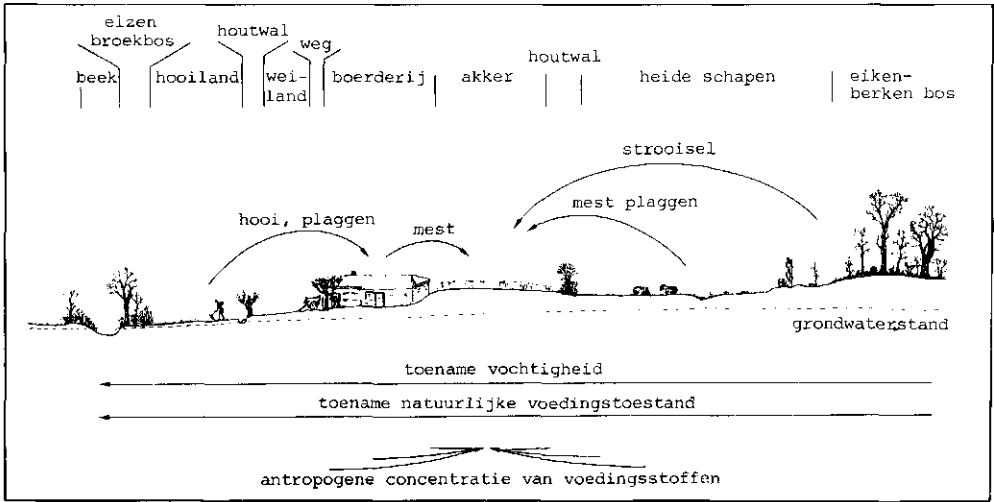 elzen
broekbos
houtwal
weg
houtwal
beek
hooiland
wei-
land
boerderij
akker
heide schapen
eiken-
berken bos
strooisel
mest plaggen
hooi, plaggen
mest
grondwaterstand
toename vochtigheid
toename natuurlijke voedingstoestand
antropogene concentratie van voedingsstoffen